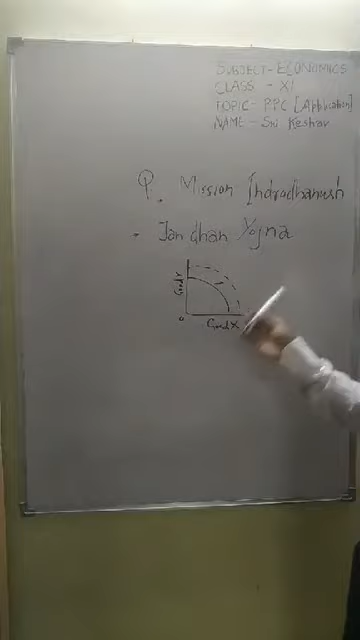 SUBJECT- ECONOMICS
CLASS - XI
TOPIC- PPC [Application]
NAME - Sri Keshav
Q. Mission Indradhanush
- Jan Dhan Yojna
Good Y
O
Good X